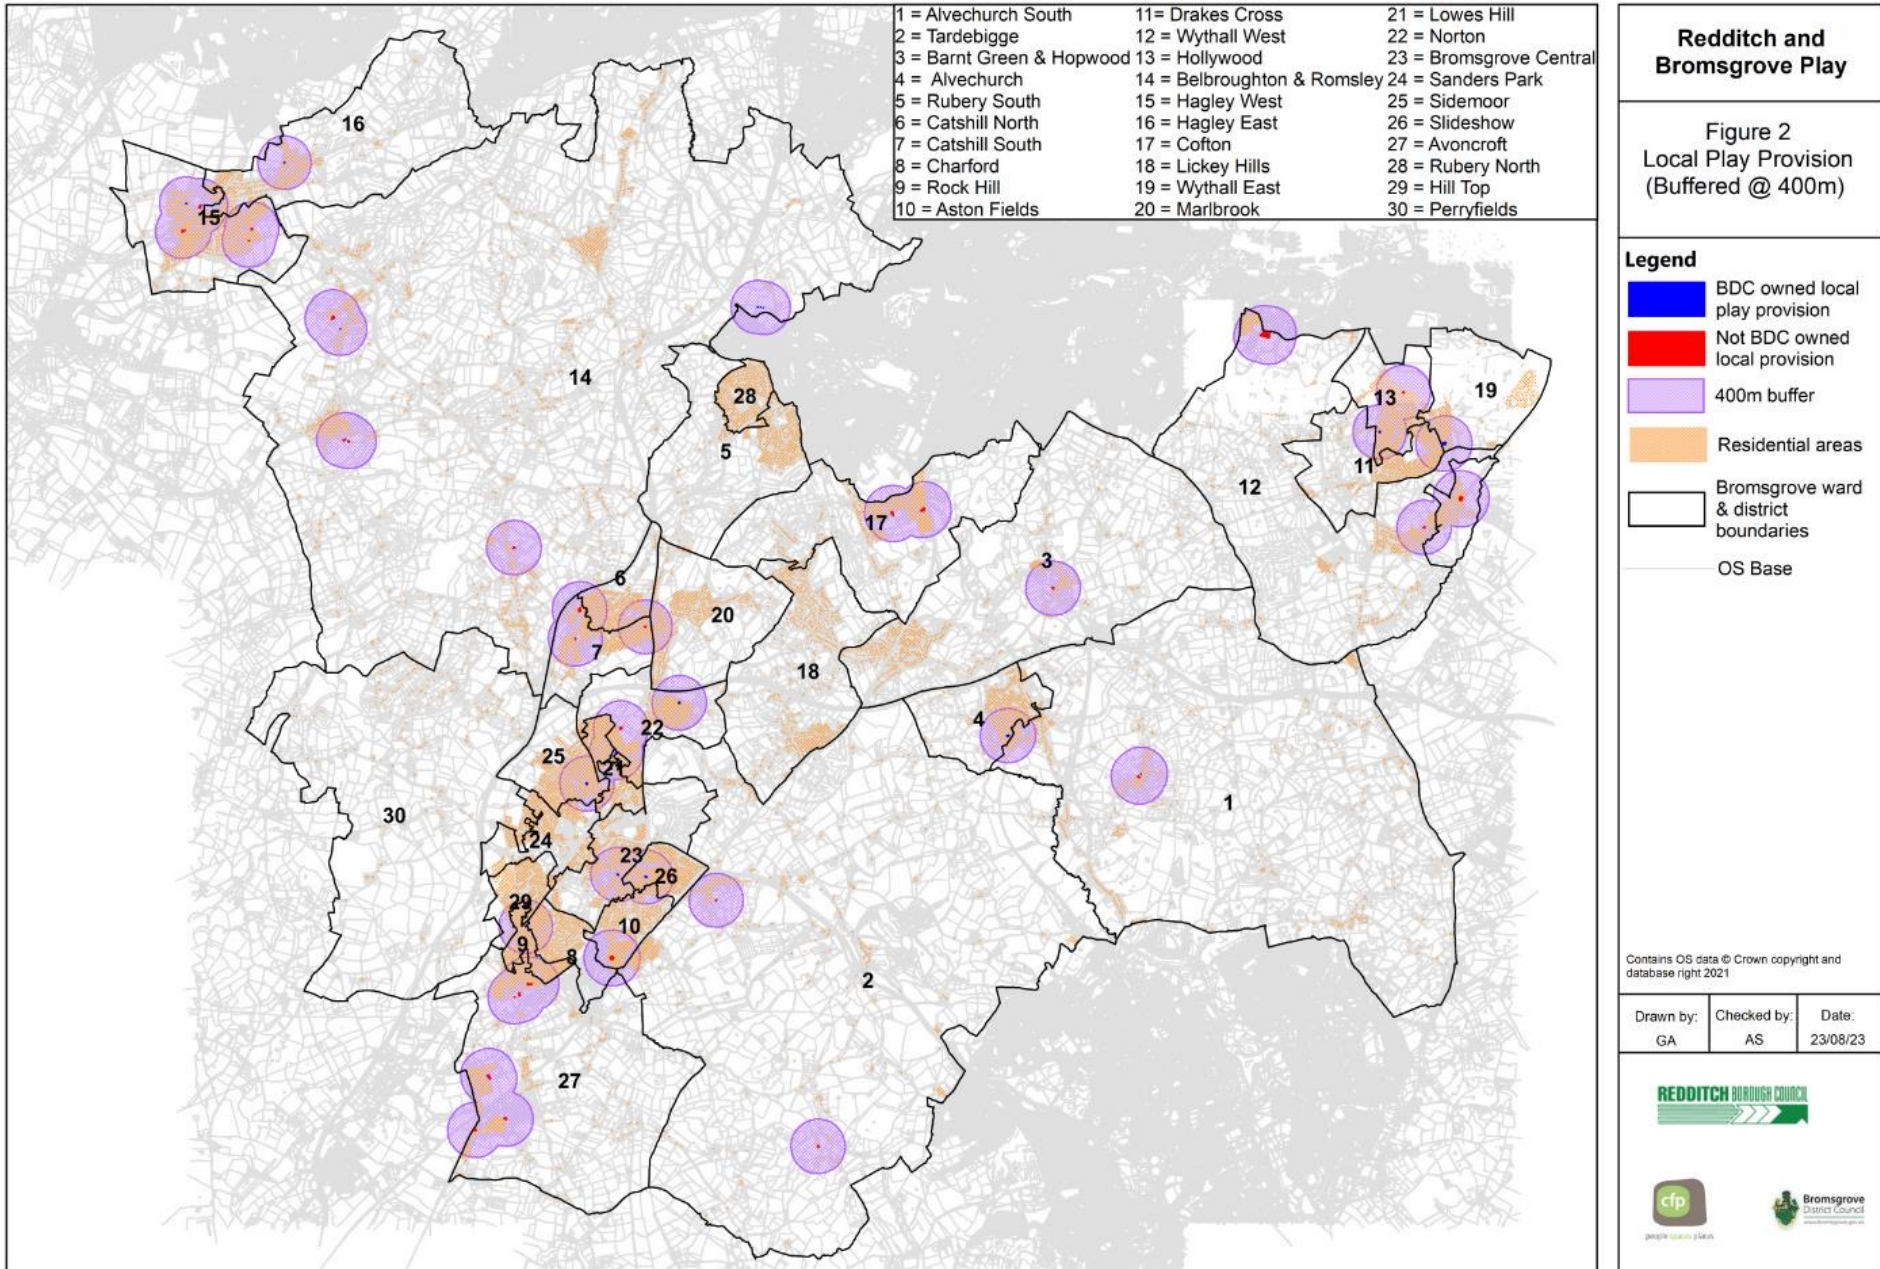 1 = Alvechurch South
2 = Tardebigge
3 = Barnt Green & Hopwood
4 =  Alvechurch
5 = Rubery South
6 = Catshill North
7 = Catshill South
8 = Charford
9 = Rock Hill
10 = Aston Fields
11= Drakes Cross
12 = Wythall West
13 = Hollywood
14 = Belbroughton & Romsley
15 = Hagley West
16 = Hagley East
17 = Cofton
18 = Lickey Hills
19 = Wythall East
20 = Marlbrook
21 = Lowes Hill
22 = Norton
23 = Bromsgrove Central
24 = Sanders Park
25 = Sidemoor
26 = Slideshow
27 = Avoncroft
28 = Rubery North
29 = Hill Top
30 = Perryfields
16
15
14
28
5
13
19
11
12
17
3
6
20
7
18
22
4
25
21
1
30
24
23
26
29
10
9
8
2
27
Redditch and
Bromsgrove Play
Figure 2
Local Play Provision
(Buffered @ 400m)
Legend
BDC owned local
play provision
Not BDC owned
local provision
400m buffer
Residential areas
Bromsgrove ward
& district
boundaries
OS Base
Contains OS data © Crown copyright and
database right 2021
Drawn by:
GA
Checked by:
AS
Date:
23/08/23
REDDITCH BOROUGH COUNCIL
cfp
people spaces places
Bromsgrove
District Council
www.bromsgrove.gov.uk